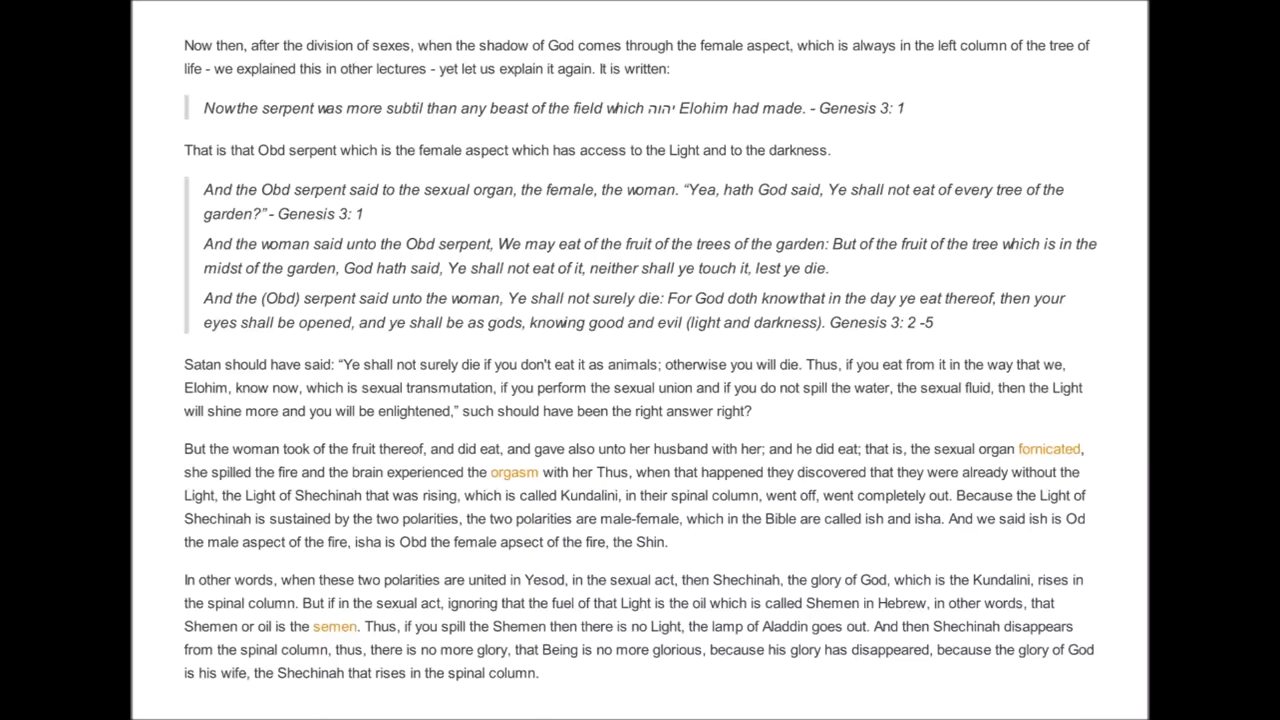 Now then, after the division of sexes, when the shadow of God comes through the female aspect, which is always in the left column of the tree of
life - we explained this in other lectures - yet let us explain it again. It is written:
Now the serpent was more subtil than any beast of the field which יהוה Elohim had made. - Genesis 3: 1
That is that Obd serpent which is the female aspect which has access to the Light and to the darkness.
And the Obd serpent said to the sexual organ, the female, the woman. “Yea, hath God said, Ye shall not eat of every tree of the
garden?” - Genesis 3: 1
And the woman said unto the Obd serpent, We may eat of the fruit of the trees of the garden: But of the fruit of the tree which is in the
midst of the garden, God hath said, Ye shall not eat of it, neither shall ye touch it, lest ye die.
And the (Obd) serpent said unto the woman, Ye shall not surely die: For God doth know that in the day ye eat thereof, then your
eyes shall be opened, and ye shall be as gods, knowing good and evil (light and darkness). Genesis 3: 2 -5
Satan should have said: “Ye shall not surely die if you don't eat it as animals; otherwise you will die. Thus, if you eat from it in the way that we,
Elohim, know now, which is sexual transmutation, if you perform the sexual union and if you do not spill the water, the sexual fluid, then the Light
will shine more and you will be enlightened,” such should have been the right answer right?
But the woman took of the fruit thereof, and did eat, and gave also unto her husband with her; and he did eat; that is, the sexual organ fornicated,
she spilled the fire and the brain experienced the orgasm with her Thus, when that happened they discovered that they were already without the
Light, the Light of Shechinah that was rising, which is called Kundalini, in their spinal column, went off, went completely out. Because the Light of
Shechinah is sustained by the two polarities, the two polarities are male-female, which in the Bible are called ish and isha. And we said ish is Od
the male aspect of the fire, isha is Obd the female apsect of the fire, the Shin.
In other words, when these two polarities are united in Yesod, in the sexual act, then Shechinah, the glory of God, which is the Kundalini, rises in
the spinal column. But if in the sexual act, ignoring that the fuel of that Light is the oil which is called Shemen in Hebrew, in other words, that
Shemen or oil is the semen. Thus, if you spill the Shemen then there is no Light, the lamp of Aladdin goes out. And then Shechinah disappears
from the spinal column, thus, there is no more glory, that Being is no more glorious, because his glory has disappeared, because the glory of God
is his wife, the Shechinah that rises in the spinal column.